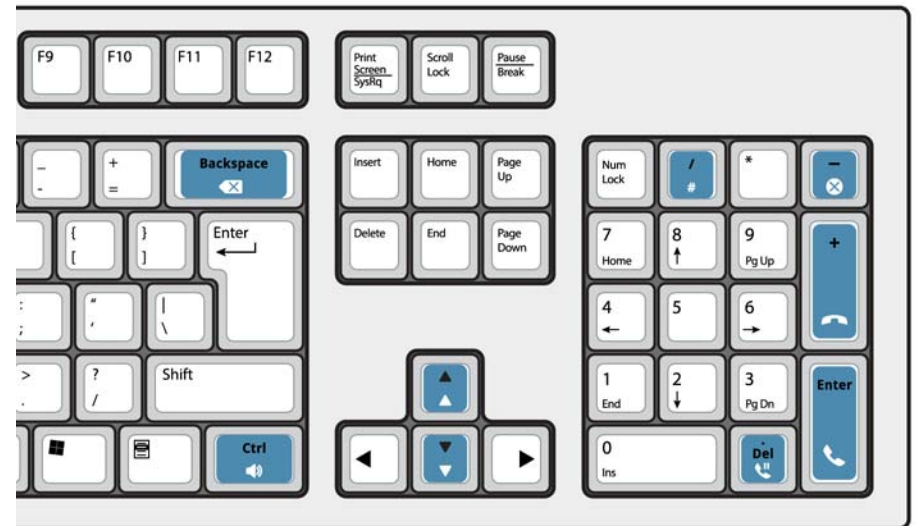 F9 F10 F11 F12 Print Scroll Pause
Screen Lock Break
SysRq
_ + Backspace Insert Home Page Num / * −
- = Up Lock #
{ } Enter Delete End Page 7 8 9 +
[ ] Down Home Pg Up
: " | 4 5 6
; ' \
> ? Shift 1 2 3 Enter
. / End Pg Dn
Ctrl 0 .
Ins Del